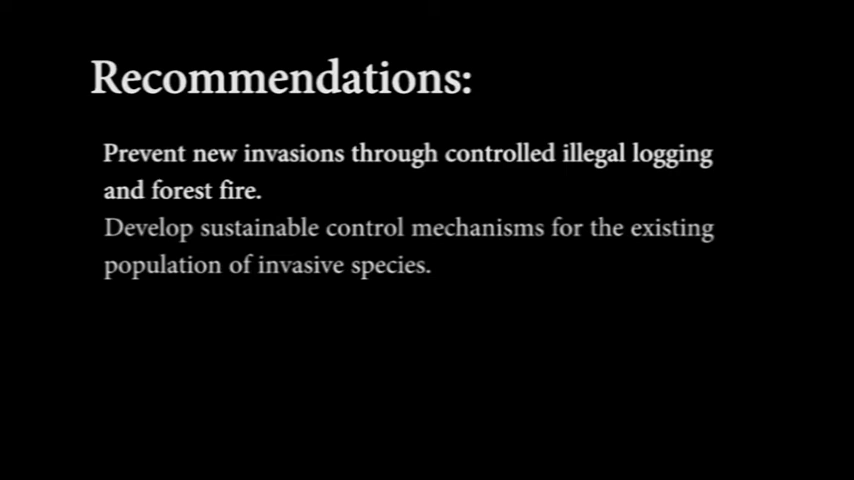 Recommendations:
Prevent new invasions through controlled illegal logging
and forest fire.
Develop sustainable control mechanisms for the existing
population of invasive species.